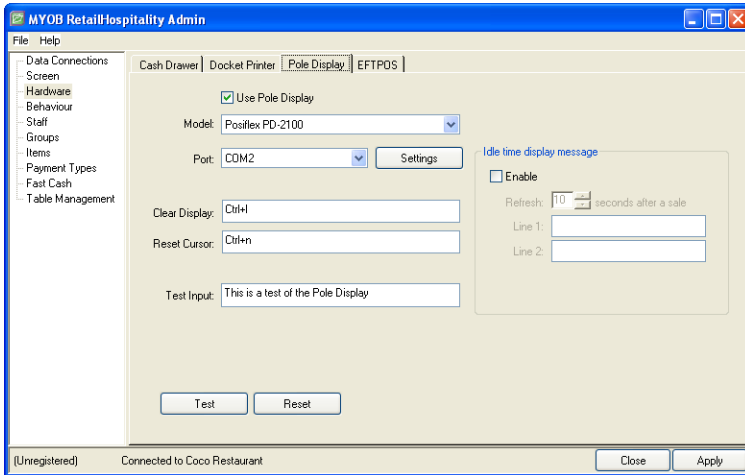 MYOB RetailHospitality Admin
File Help
Data Connections
Screen
Hardware
Behaviour
Staff
Groups
Items
Payment Types
Fast Cash
Table Management
Cash Drawer Docket Printer Pole Display EFTPOS
Use Pole Display
Model: Posiflex PD-2100
Port: COM2 Settings
Clear Display: Ctrl+l
Reset Cursor: Ctrl+n
Test Input: This is a test of the Pole Display
Idle time display message
Enable
Refresh: 10 seconds after a sale
Line 1:
Line 2:
Test Reset
(Unregistered) Connected to Coco Restaurant Close Apply